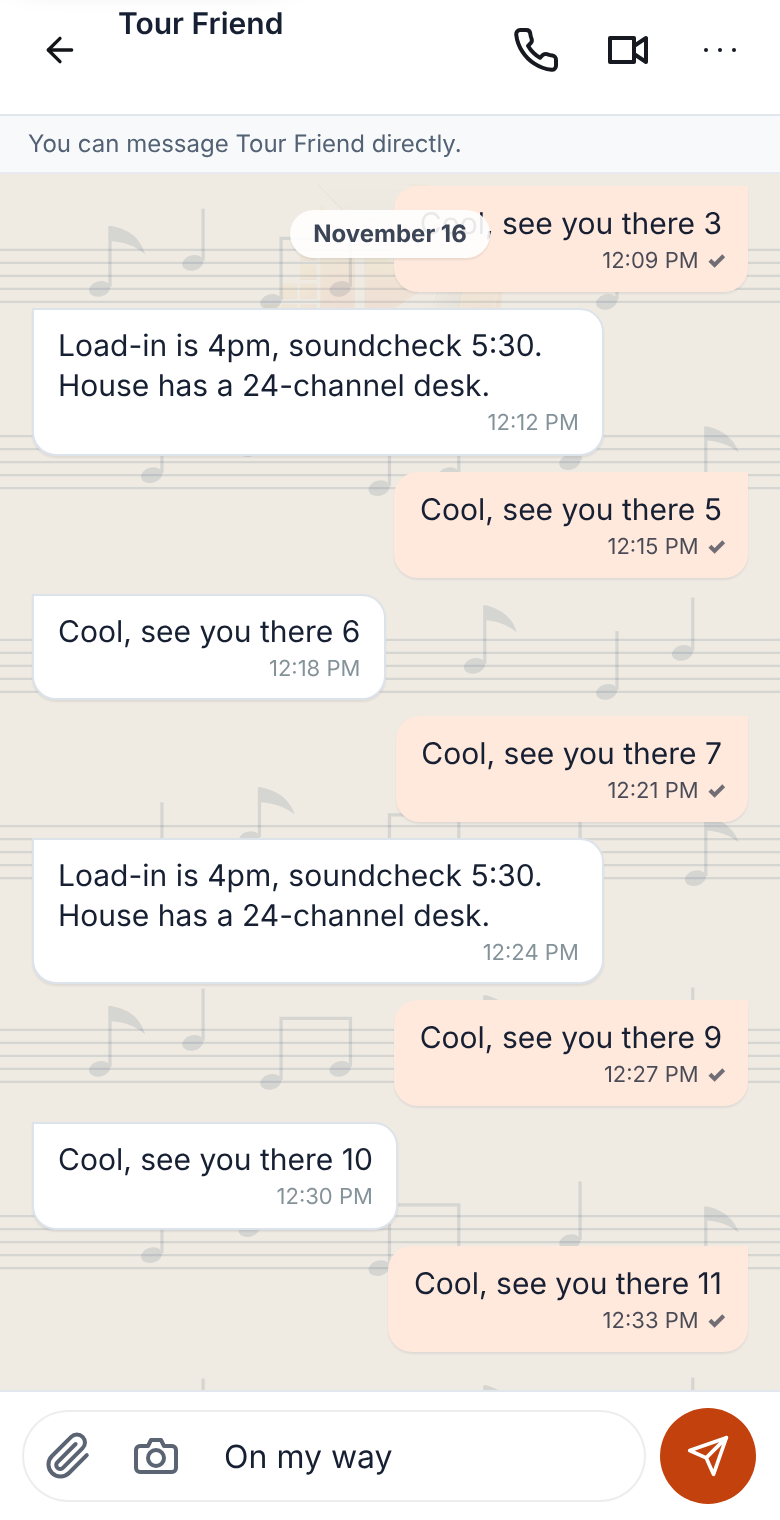 Tour Friend
You can message Tour Friend directly.
November 16
Cool, see you there 3
12:09 PM
Load-in is 4pm, soundcheck 5:30.
House has a 24-channel desk.
12:12 PM
Cool, see you there 5
12:15 PM
Cool, see you there 6
12:18 PM
Cool, see you there 7
12:21 PM
Load-in is 4pm, soundcheck 5:30.
House has a 24-channel desk.
12:24 PM
Cool, see you there 9
12:27 PM
Cool, see you there 10
12:30 PM
Cool, see you there 11
12:33 PM
On my way